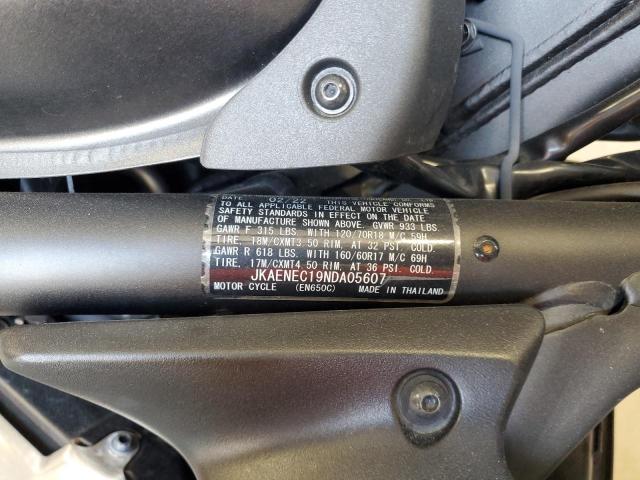 DATE 02/22 THIS VEHICLE CONFORMS
TO ALL APPLICABLE FEDERAL MOTOR VEHICLE
SAFETY STANDARDS IN EFFECT ON THE DATE
OF MANUFACTURE SHOWN ABOVE. GVWR 933 LBS
GAWR F 315 LBS. WITH 120/70R18 M/C 59H
TIRE. 18M/CXMT3.50 RIM, AT 32 PSI. COLD.
GAWR R 618 LBS. WITH 160/60R17 M/C 69H
TIRE. 17M/CXMT4.50 RIM, AT 36 PSI. COLD
JKAENEC19NDA05607
MOTOR CYCLE (EN650C) MADE IN THAILAND